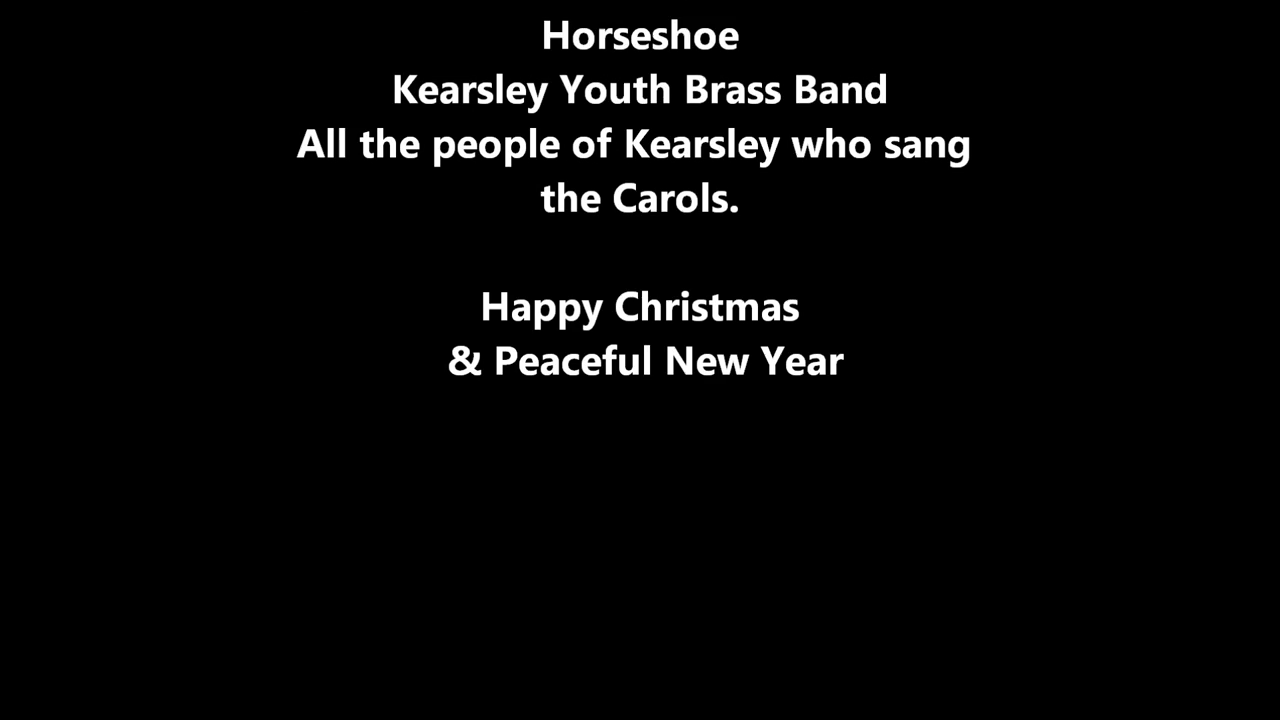 Horseshoe
Kearsley Youth Brass Band
All the people of Kearsley who sang
the Carols.
Happy Christmas
& Peaceful New Year